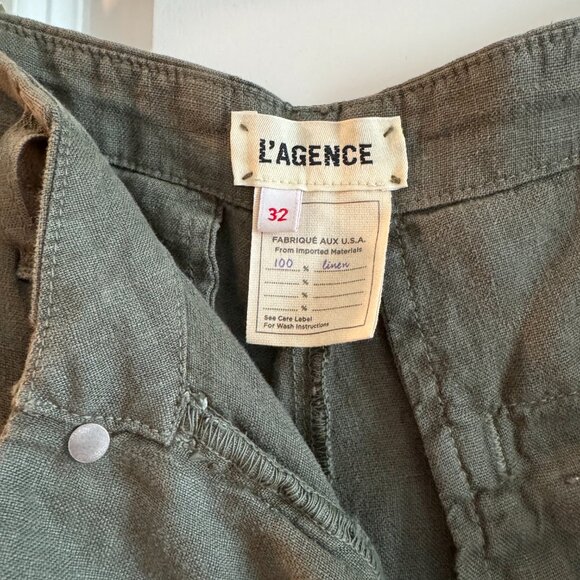 L'AGENCE
32
FABRIQUÉ AUX U.S.A.
From Imported Materials
100 % linen
%
%
%
See Care Label
For Wash Instructions